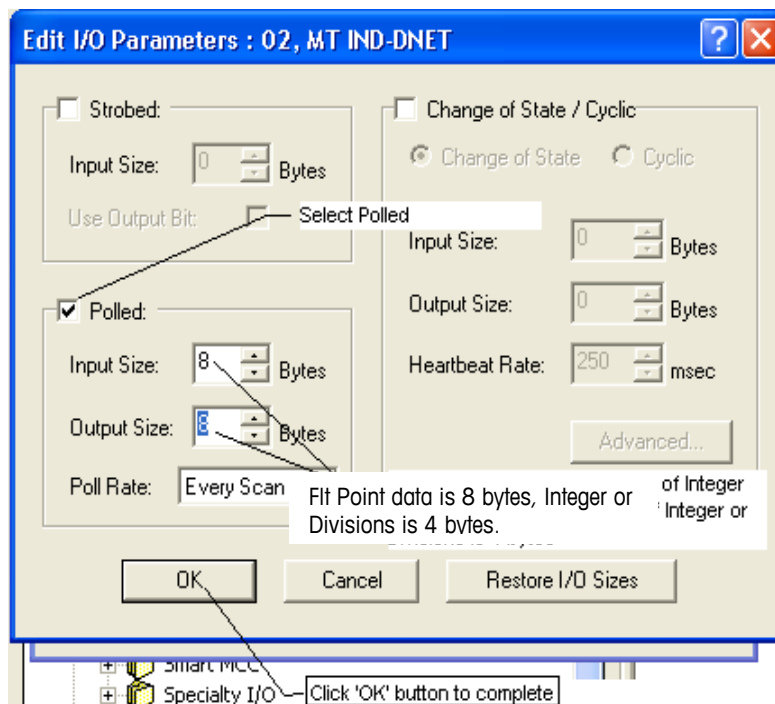 Edit I/O Parameters : 02, MT IND-DNET
Strobed:
Input Size: 0 Bytes
Use Output Bit:
Select Polled
Polled:
Input Size: 8 Bytes
Output Size: 8 Bytes
Poll Rate: Every Scan
Change of State / Cyclic
Change of State Cyclic
Input Size: 0 Bytes
Output Size: 0 Bytes
Heartbeat Rate: 250 msec
Advanced...
Flt Point data is 8 bytes, Integer or
Divisions is 4 bytes.
of Integer
Integer or
OK Cancel Restore I/O Sizes
Smart MCC
Specialty I/O
Click 'OK' button to complete